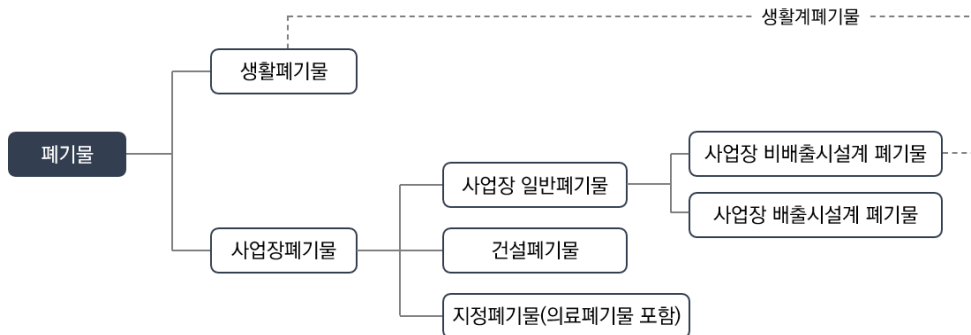 생활계폐기물
생활폐기물
폐기물
사업장 비배출시설계 폐기물
사업장 일반폐기물
사업장 배출시설계 폐기물
사업장폐기물
건설폐기물
지정폐기물(의료폐기물 포함)